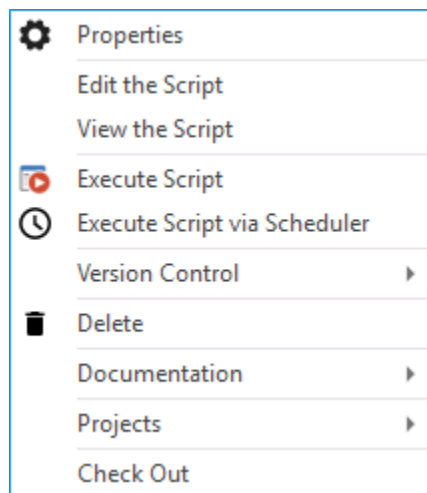 Properties
Edit the Script
View the Script
Execute Script
Execute Script via Scheduler
Version Control
Delete
Documentation
Projects
Check Out